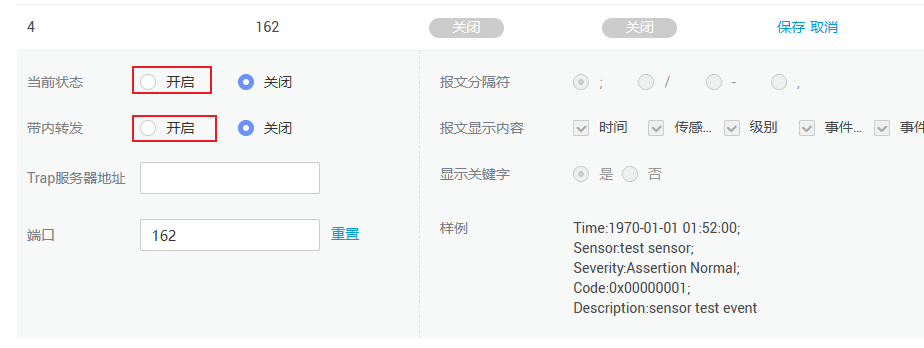 4 162 关闭 关闭 保存 取消
当前状态 开启 关闭
带内转发 开启 关闭
Trap服务器地址
端口 162 重置
报文分隔符 ; / - ,
报文显示内容 时间 传感... 级别 事件... 事件
显示关键字 是 否
样例 Time:1970-01-01 01:52:00;
Sensor:test sensor;
Severity:Assertion Normal;
Code:0x00000001;
Description:sensor test event